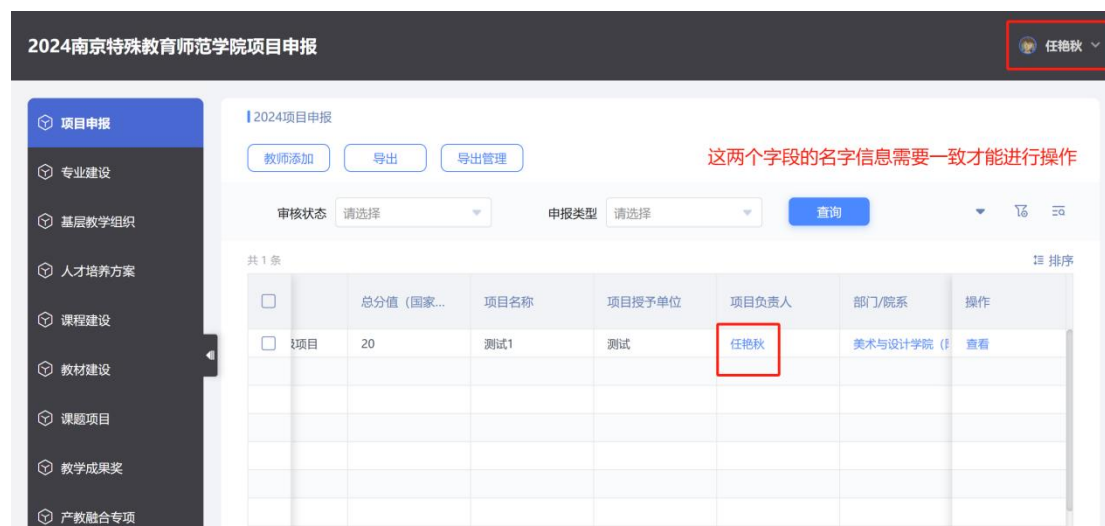 2024南京特殊教育师范学院项目申报
任艳秋
项目申报
专业建设
基层教学组织
人才培养方案
课程建设
教材建设
课题项目
教学成果奖
产教融合专项
2024项目申报
教师添加 导出 导出管理
这两个字段的名字信息需要一致才能进行操作
审核状态 请选择 申报类型 请选择 查询
共 1 条 排序
总分值（国家... 项目名称 项目授予单位 项目负责人 部门/院系 操作
项目 20 测试1 测试 任艳秋 美术与设计学院（ 查看